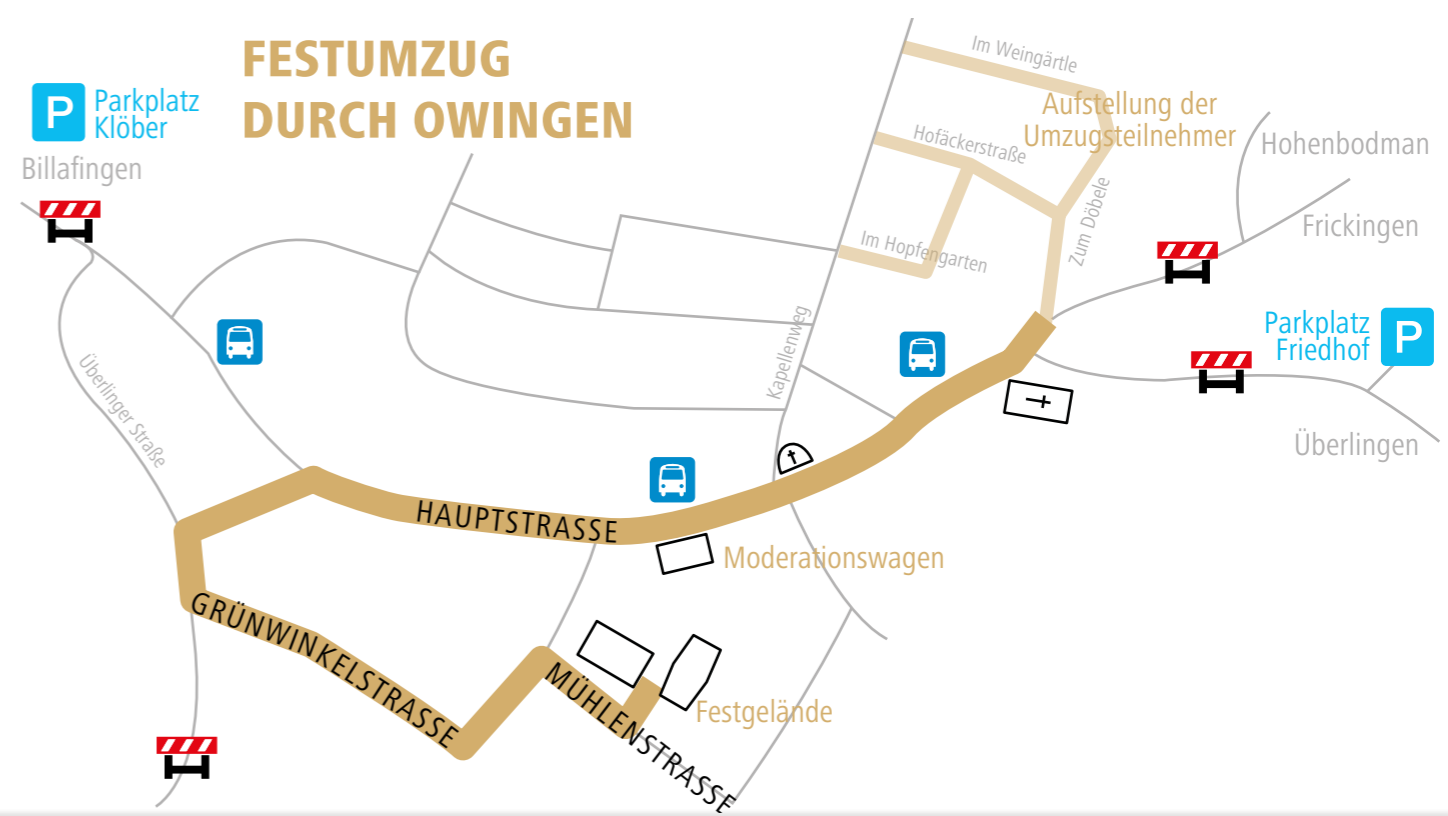 FESTUMZUG
DURCH OWINGEN
P
Parkplatz
Klöber
Billafingen
Im Weingärtle
Aufstellung der
Umzugsteilnehmer
Hofäckerstraße
Hohenbodman
Zum Döbele
Frickingen
Im Hopfengarten
Kapellenweg
Parkplatz
Friedhof
P
Überlinger Straße
Überlingen
HAUPTSTRASSE
Moderationswagen
GRÜNWINKELSTRASSE
MÜHLENSTRASSE
Festgelände